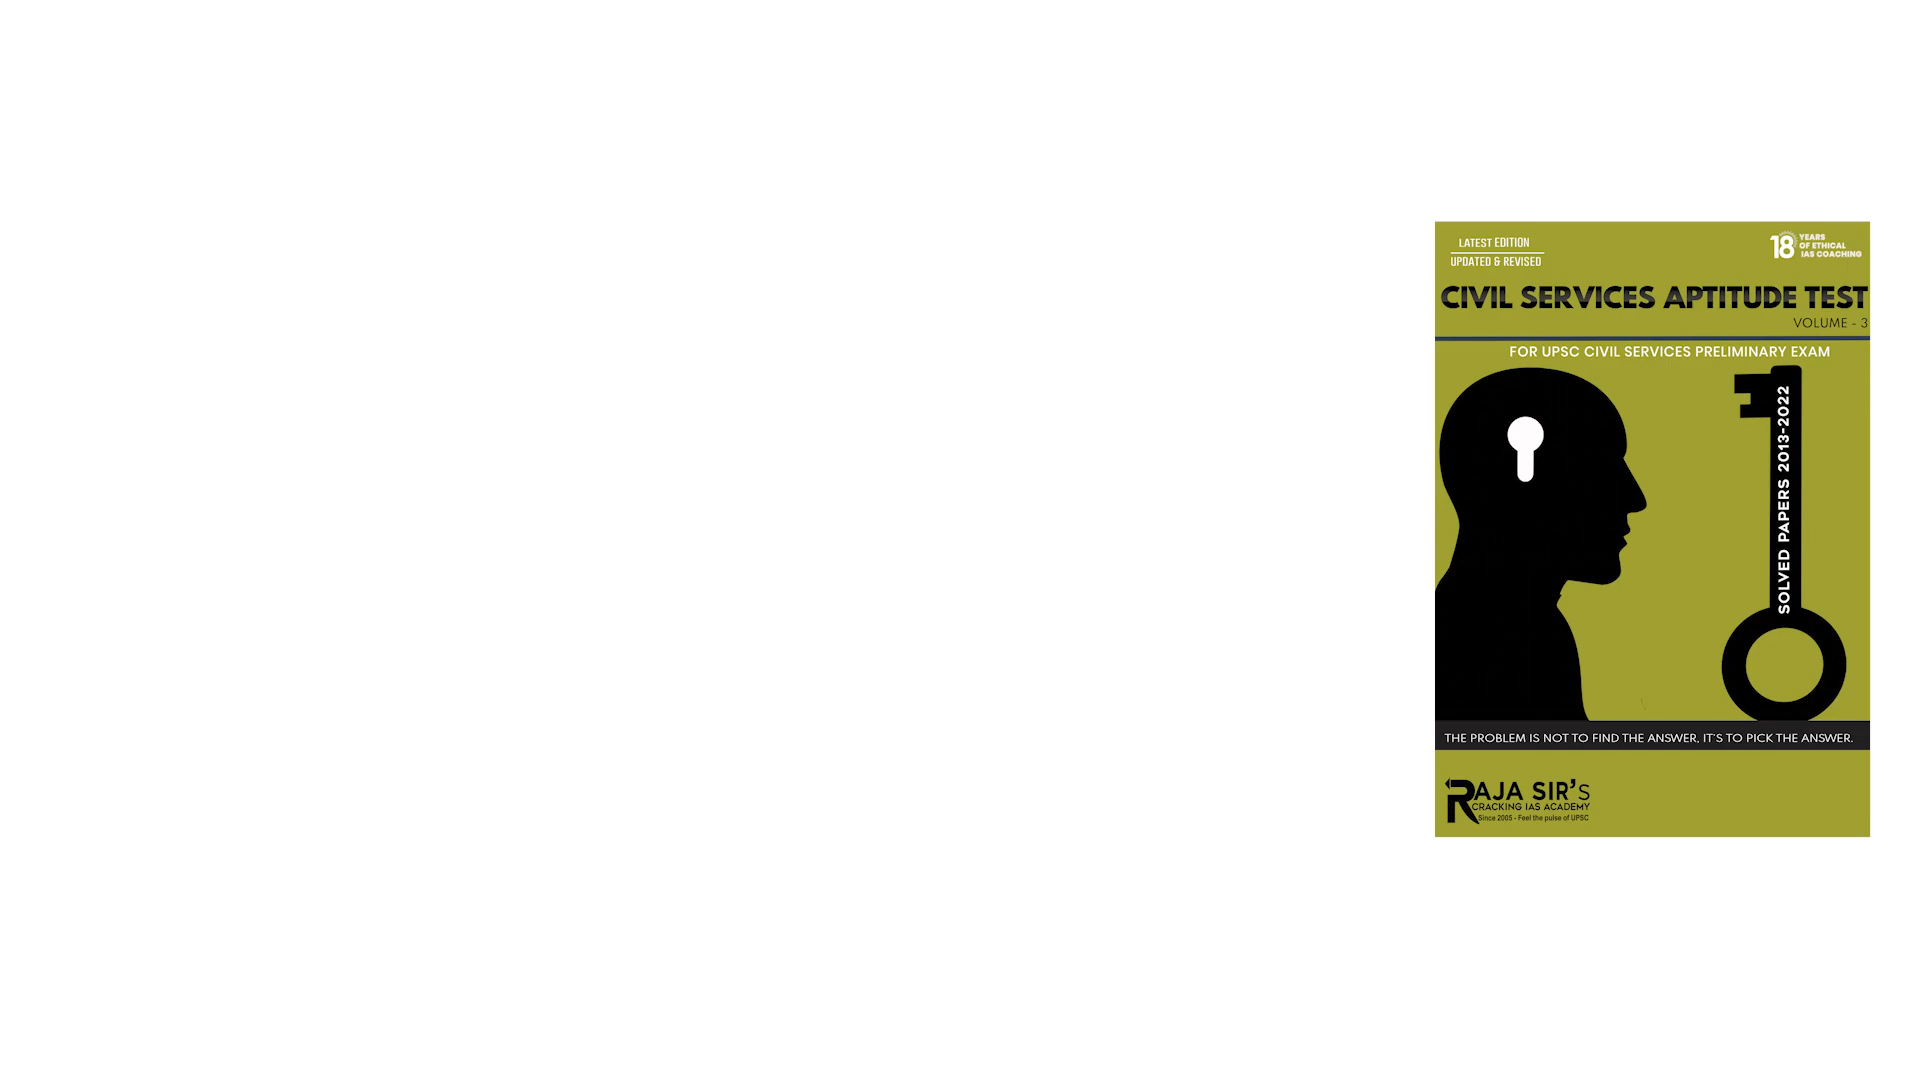 LATEST EDITION
UPDATED & REVISED
18 YEARS
OF ETHICAL
IAS COACHING
CIVIL SERVICES APTITUDE TEST
VOLUME - 3
FOR UPSC CIVIL SERVICES PRELIMINARY EXAM
SOLVED PAPERS 2013-2022
THE PROBLEM IS NOT TO FIND THE ANSWER, IT'S TO PICK THE ANSWER.
RAJA SIR's
CRACKING IAS ACADEMY
Since 2005 - Feel the pulse of UPSC